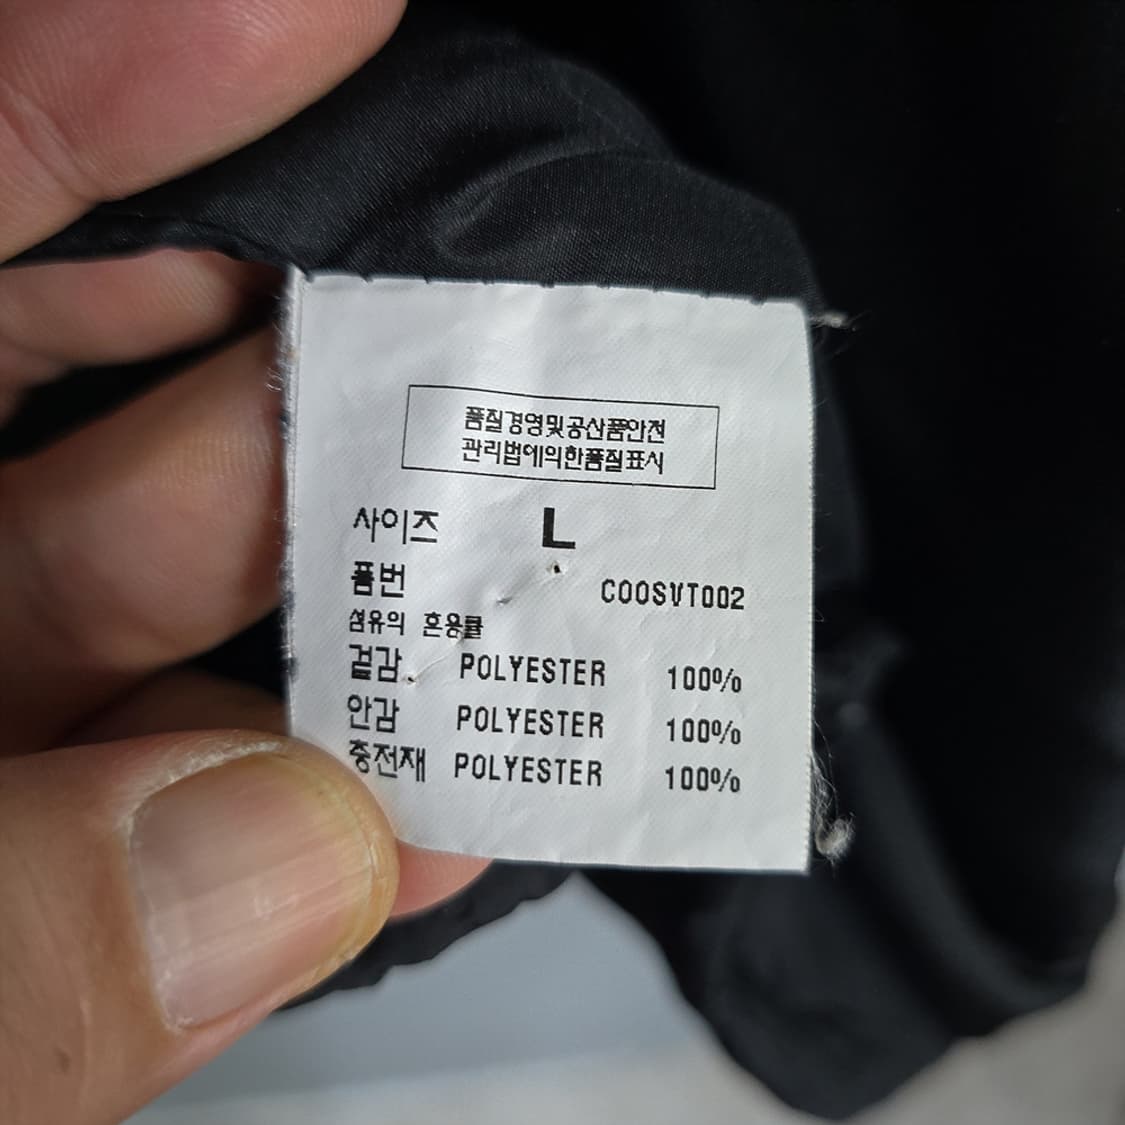 품질경영및공산품안전
관리법에의한품질표시
사이즈 L
품번 COOSVT002
섬유의 혼용률
겉감 POLYESTER 100%
안감 POLYESTER 100%
충전재 POLYESTER 100%